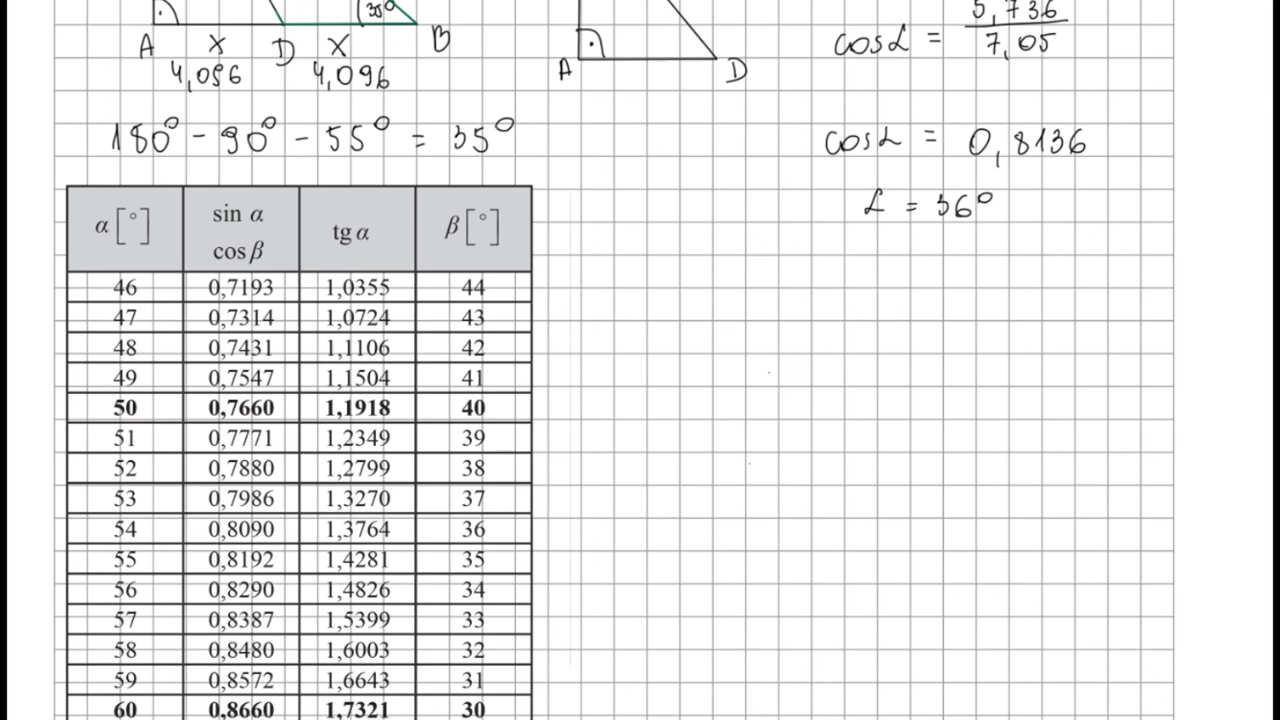 35°
A x D x B
4,096 4,096
A D
5,736
cosα = 7,05
180° - 90° - 55° = 35°
cosα = 0,8136
α = 36°
α [°] sin α cos β tg α β [°]
46 0,7193 1,0355 44
47 0,7314 1,0724 43
48 0,7431 1,1106 42
49 0,7547 1,1504 41
50 0,7660 1,1918 40
51 0,7771 1,2349 39
52 0,7880 1,2799 38
53 0,7986 1,3270 37
54 0,8090 1,3764 36
55 0,8192 1,4281 35
56 0,8290 1,4826 34
57 0,8387 1,5399 33
58 0,8480 1,6003 32
59 0,8572 1,6643 31
60 0,8660 1,7321 30